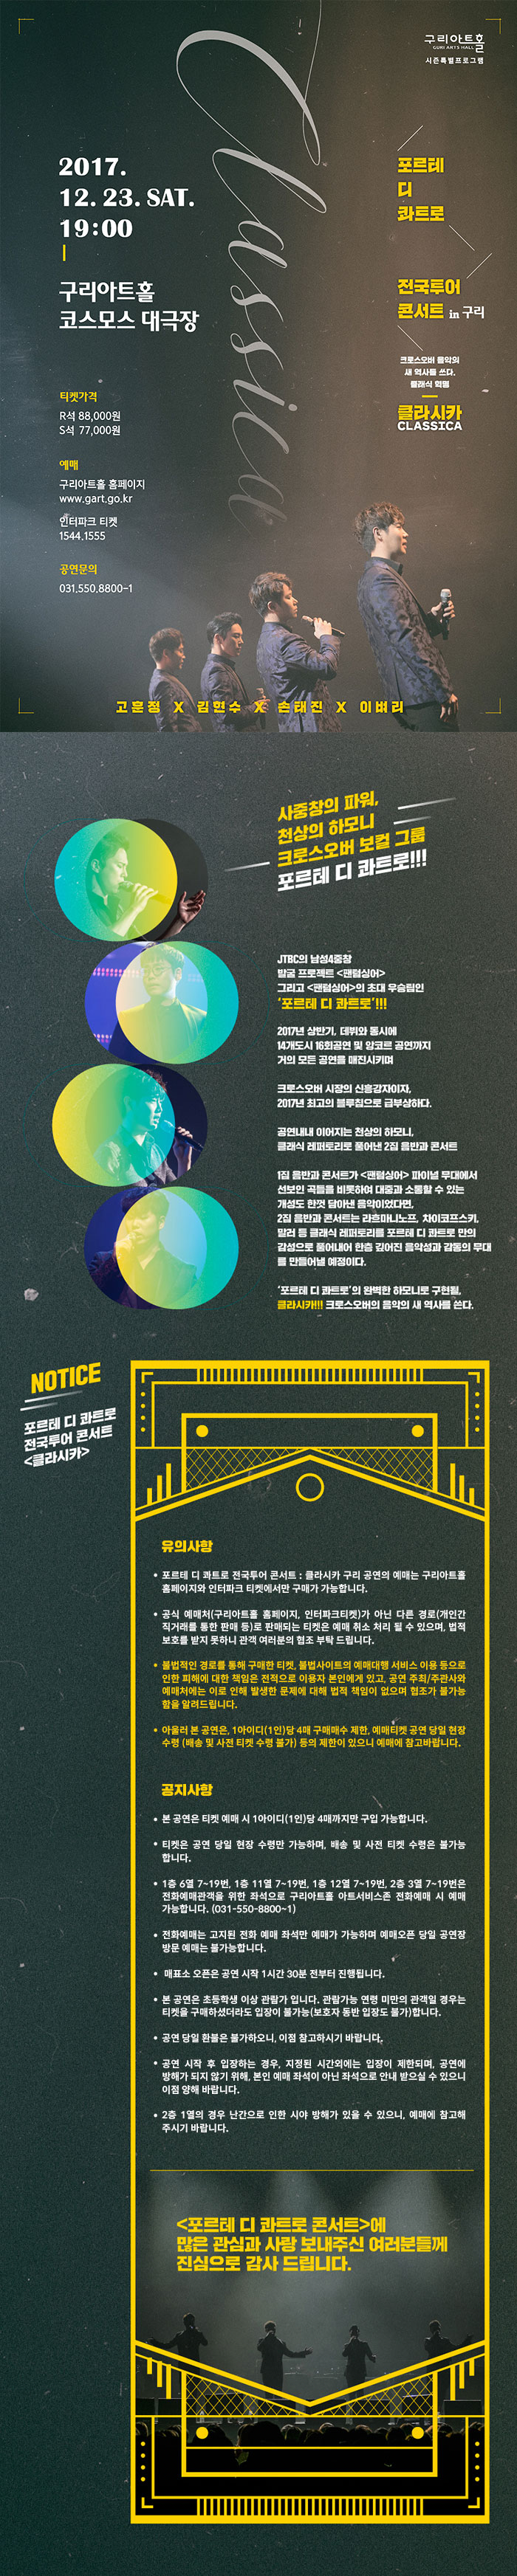 구리아트홀
GURI ARTS HALL
시즌특별프로그램
Classica
2017.
12. 23. SAT.
19:00
구리아트홀
코스모스 대극장
포르테
디
콰트로
전국투어
콘서트 in 구리
크로스오버 음악의
새 역사를 쓰다.
클래식 혁명
클라시카
CLASSICA
티켓가격
R석 88,000원
S석 77,000원
예매
구리아트홀 홈페이지
www.gart.go.kr
인터파크 티켓
1544.1555
공연문의
031.550.8800~1
고훈정 X 김현수 X 손태진 X 이벼리
사중창의 파워,
천상의 하모니
크로스오버 보컬 그룹
포르테 디 콰트로!!!
JTBC의 남성4중창
발굴 프로젝트 <팬텀싱어>
그리고 <팬텀싱어>의 초대 우승팀인
‘포르테 디 콰트로’!!!
2017년 상반기, 데뷔와 동시에
14개도시 16회공연 및 앙코르 공연까지
거의 모든 공연을 매진시키며
크로스오버 시장의 신흥강자이자,
2017년 최고의 블루칩으로 급부상하다.
공연내내 이어지는 천상의 하모니,
클래식 레퍼토리로 풀어낸 2집 음반과 콘서트
1집 음반과 콘서트가 <팬텀싱어> 파이널 무대에서
선보인 곡들을 비롯하여 대중과 소통할 수 있는
개성도 한껏 담아낸 음악이었다면,
2집 음반과 콘서트는 라흐마니노프, 차이코프스키,
말러 등 클래식 레퍼토리를 포르테 디 콰트로 만의
감성으로 풀어내어 한층 깊어진 음악성과 감동의 무대
를 만들어낼 예정이다.
‘포르테 디 콰트로’의 완벽한 하모니로 구현될,
클라시카!!! 크로스오버의 음악의 새 역사를 쓴다.
NOTICE
포르테 디 콰트로
전국투어 콘서트
<클라시카>
유의사항
• 포르테 디 콰트로 전국투어 콘서트 : 클라시카 구리 공연의 예매는 구리아트홀
홈페이지와 인터파크 티켓에서만 구매가 가능합니다.
• 공식 예매처(구리아트홀 홈페이지, 인터파크티켓)가 아닌 다른 경로(개인간
직거래를 통한 판매 등)로 판매되는 티켓은 예매 취소 처리 될 수 있으며, 법적
보호를 받지 못하니 관객 여러분의 협조 부탁 드립니다.
• 불법적인 경로를 통해 구매한 티켓, 불법사이트의 예매대행 서비스 이용 등으로
인한 피해에 대한 책임은 전적으로 이용자 본인에게 있고, 공연 주최/주관사와
예매처에는 이로 인해 발생한 문제에 대해 법적 책임이 없으며 협조가 불가능
함을 알려드립니다.
• 아울러 본 공연은, 1아이디(1인)당 4매 구매매수 제한, 예매티켓 공연 당일 현장
수령 (배송 및 사전 티켓 수령 불가) 등의 제한이 있으니 예매에 참고바랍니다.
공지사항
• 본 공연은 티켓 예매 시 1아이디(1인)당 4매까지만 구입 가능합니다.
• 티켓은 공연 당일 현장 수령만 가능하며, 배송 및 사전 티켓 수령은 불가능
합니다.
• 1층 6열 7~19번, 1층 11열 7~19번, 1층 12열 7~19번, 2층 3열 7~19번은
전화예매관객을 위한 좌석으로 구리아트홀 아트서비스존 전화예매 시 예매
가능합니다. (031-550-8800~1)
• 전화예매는 고지된 전화 예매 좌석만 예매가 가능하며 예매오픈 당일 공연장
방문 예매는 불가능합니다.
• 매표소 오픈은 공연 시작 1시간 30분 전부터 진행됩니다.
• 본 공연은 초등학생 이상 관람가 입니다. 관람가능 연령 미만의 관객일 경우는
티켓을 구매하셨더라도 입장이 불가능(보호자 동반 입장도 불가)합니다.
• 공연 당일 환불은 불가하오니, 이점 참고하시기 바랍니다.
• 공연 시작 후 입장하는 경우, 지정된 시간외에는 입장이 제한되며, 공연에
방해가 되지 않기 위해, 본인 예매 좌석이 아닌 좌석으로 안내 받으실 수 있으니
이점 양해 바랍니다.
• 2층 1열의 경우 난간으로 인한 시야 방해가 있을 수 있으니, 예매에 참고해
주시기 바랍니다.
<포르테 디 콰트로 콘서트>에
많은 관심과 사랑 보내주신 여러분들께
진심으로 감사 드립니다.